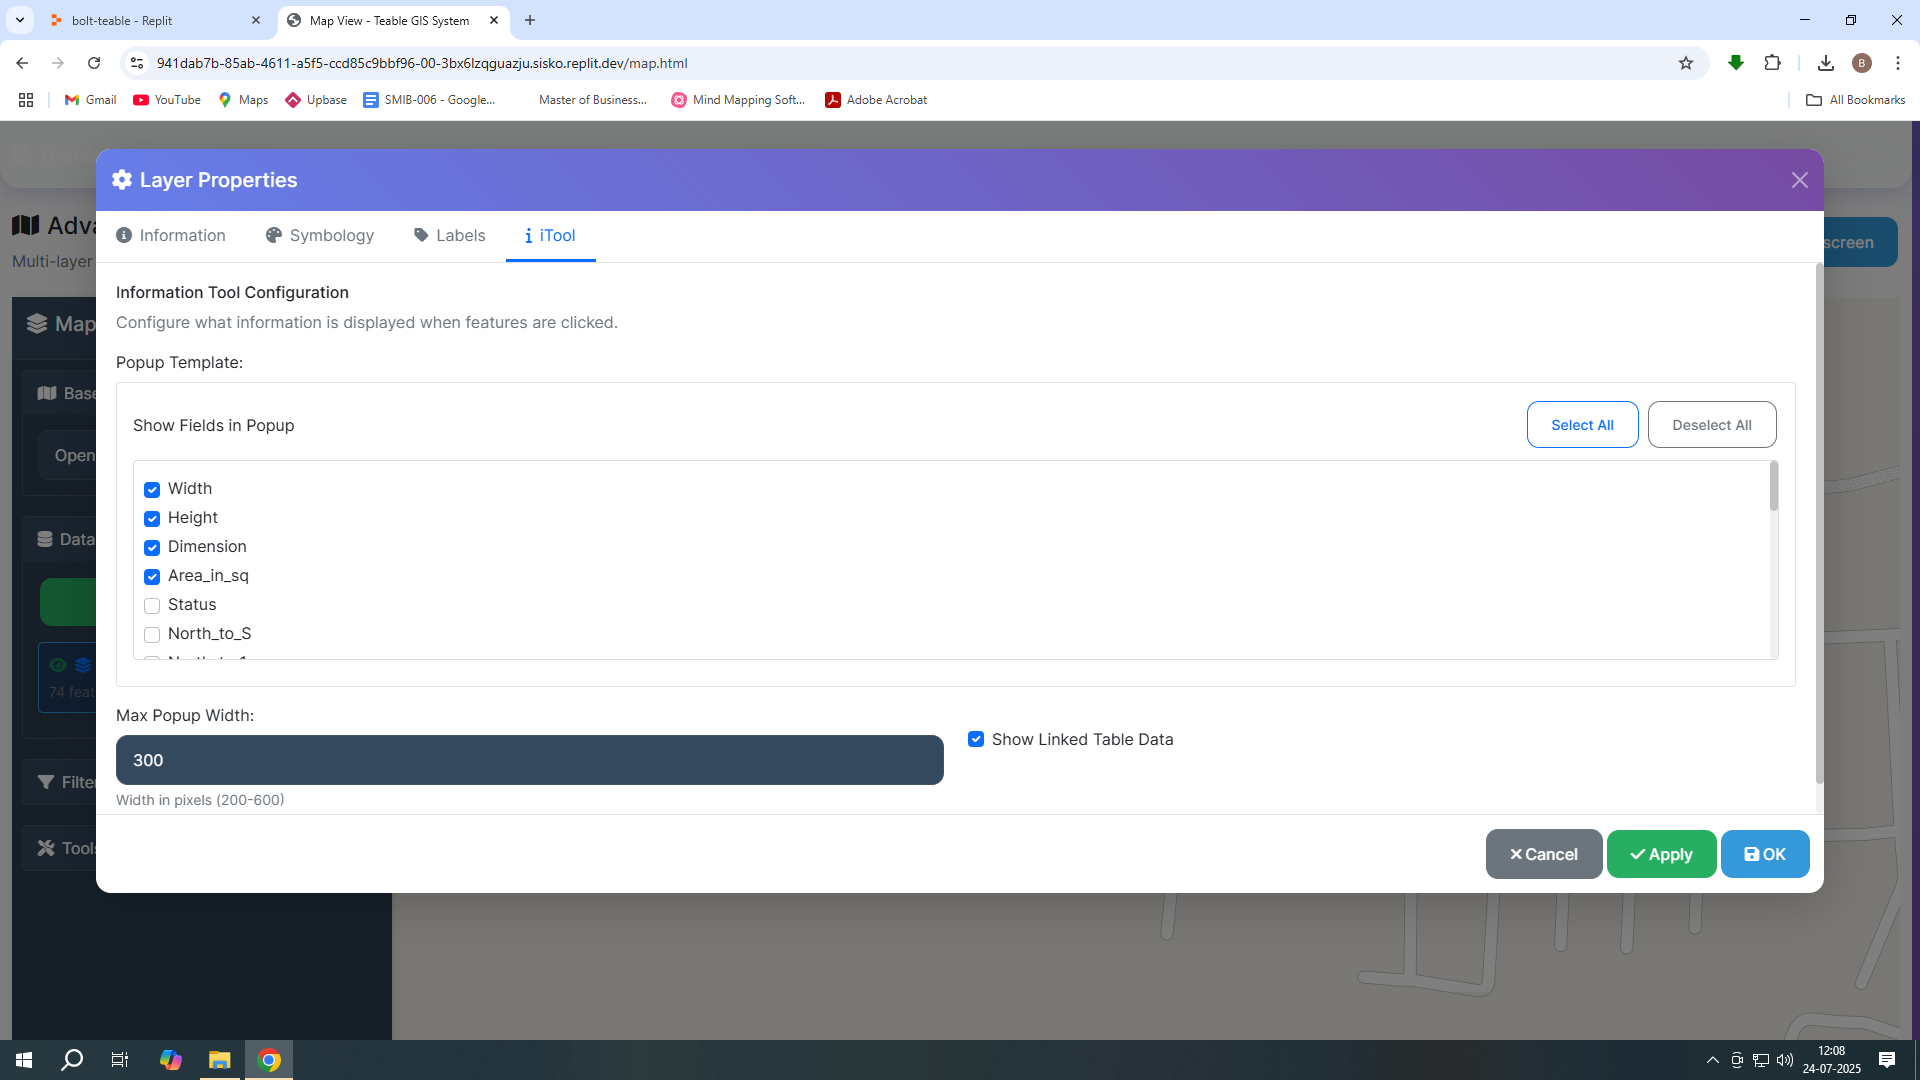 bolt-teable - Replit
Map View - Teable GIS System
941dab7b-85ab-4611-a5f5-ccd85c9bbf96-00-3bx6lzqguazju.sisko.replit.dev/map.html
B
Gmail
YouTube
Maps
Upbase
SMIB-006 - Google...
Master of Business...
Mind Mapping Soft...
Adobe Acrobat
All Bookmarks
Layer Properties
Information
Symbology
Labels
iTool
Adva
Multi-layer
screen
Information Tool Configuration
Configure what information is displayed when features are clicked.
Popup Template:
Show Fields in Popup
Select All
Deselect All
Width
Height
Dimension
Area_in_sq
Status
North_to_S
Max Popup Width:
300
Width in pixels (200-600)
Show Linked Table Data
Cancel
Apply
OK
Map
Base
Open
Data
74 feat
Filte
Tools
12:08
24-07-2025